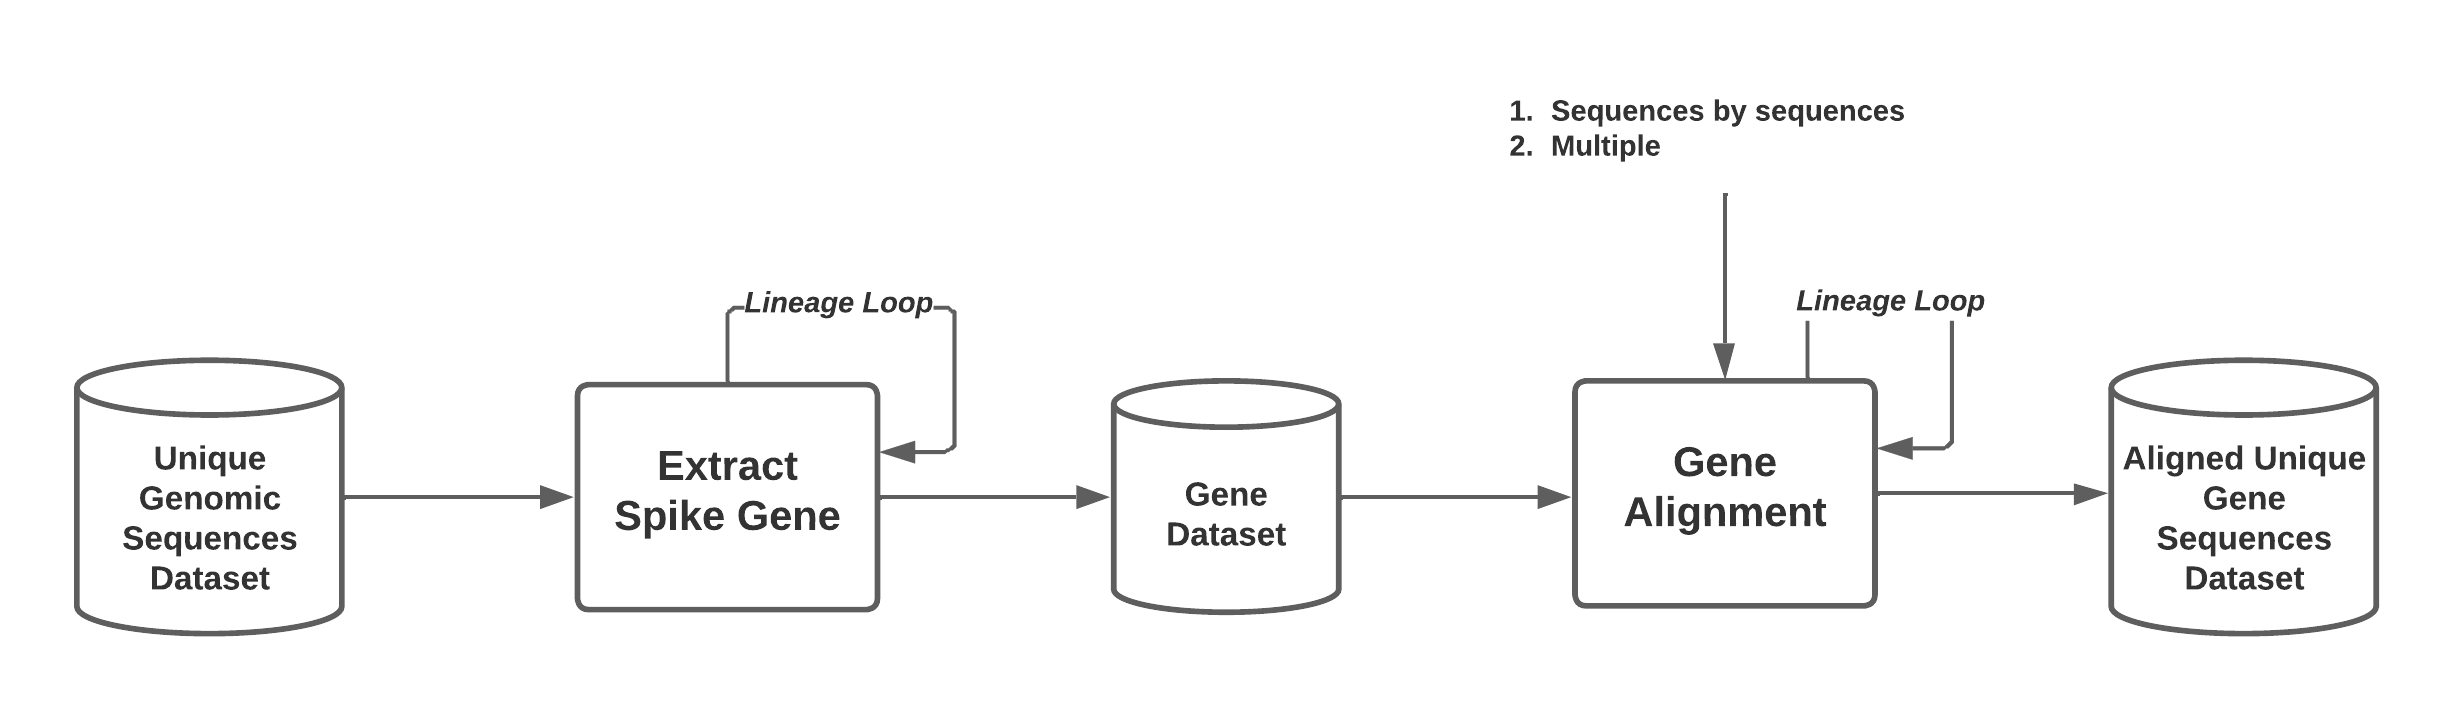 1. Sequences by sequences
2. Multiple
Lineage Loop
Lineage Loop
Unique
Genomic
Sequences
Dataset
Extract
Spike Gene
Gene
Dataset
Gene
Alignment
Aligned Unique
Gene
Sequences
Dataset